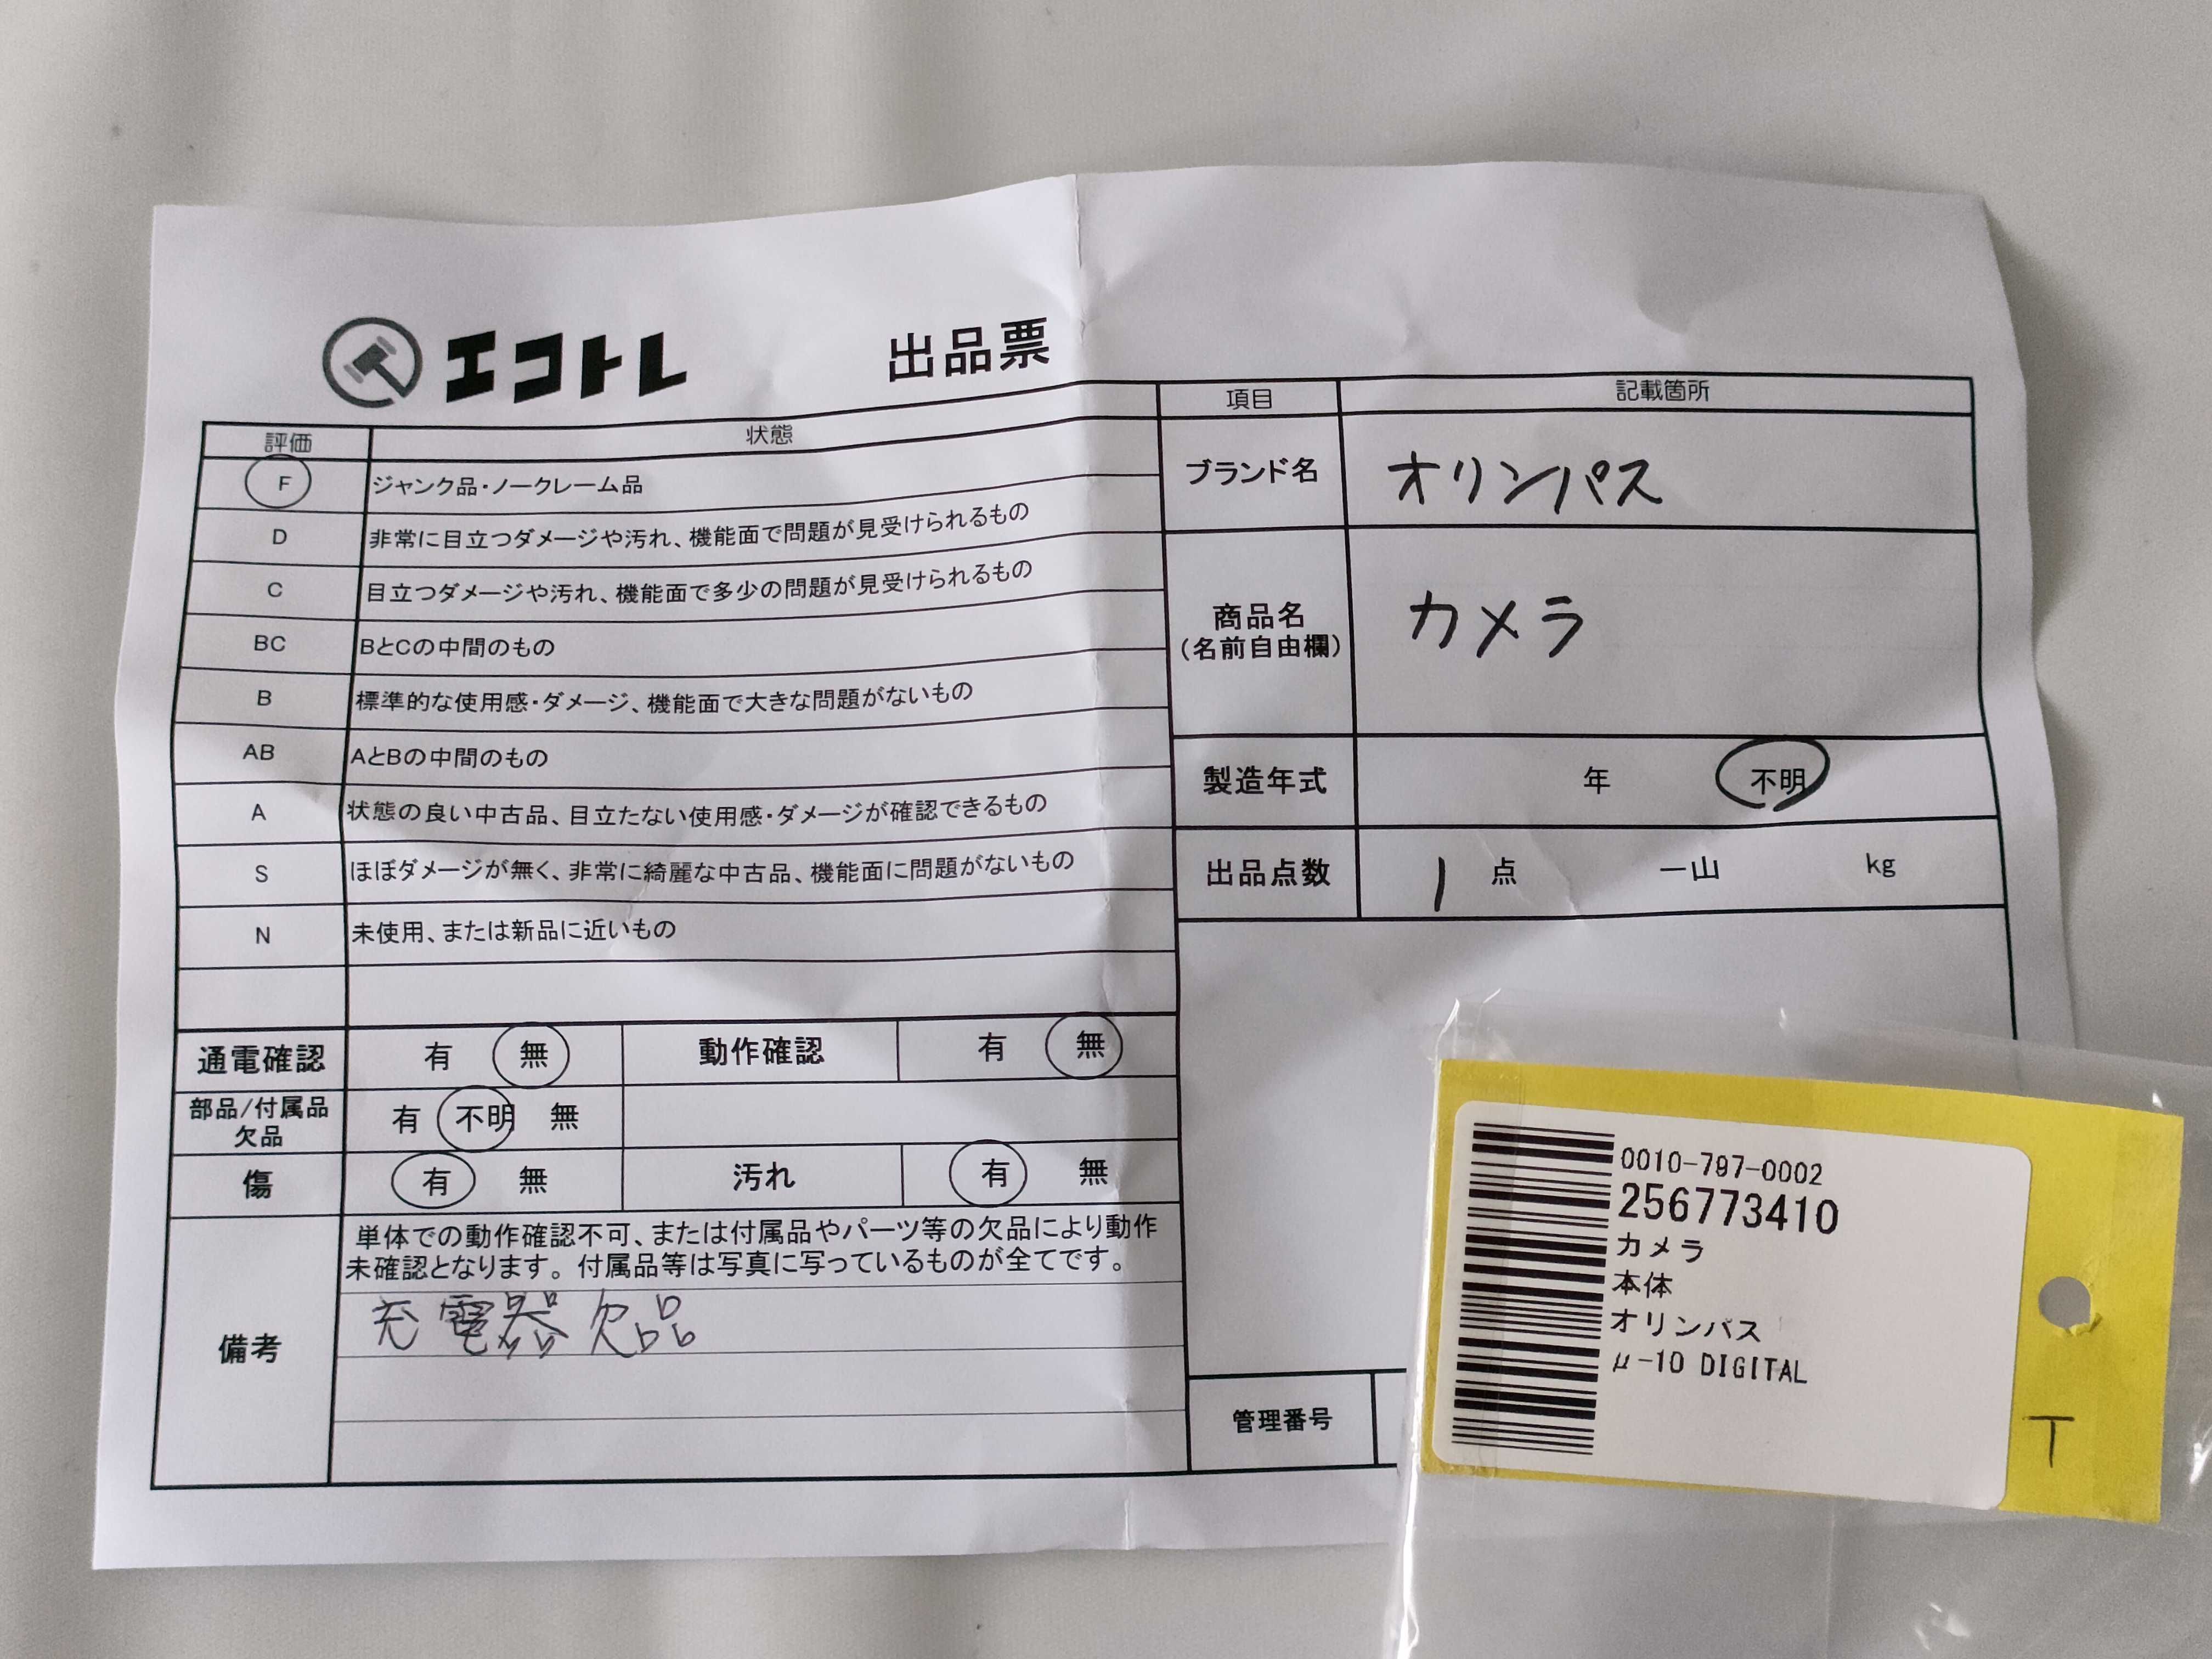 エコトレ 出品票
評価 状態
F ジャンク品・ノークレーム品
D 非常に目立つダメージや汚れ、機能面で問題が見受けられるもの
C 目立つダメージや汚れ、機能面で多少の問題が見受けられるもの
BC BとCの中間のもの
B 標準的な使用感・ダメージ、機能面で大きな問題がないもの
AB AとBの中間のもの
A 状態の良い中古品、目立たない使用感・ダメージが確認できるもの
S ほぼダメージが無く、非常に綺麗な中古品、機能面に問題がないもの
N 未使用、または新品に近いもの
通電確認 有 無 動作確認 有 無
部品/付属品
欠品
有 不明 無
傷 有 無 汚れ 有 無
備考
単体での動作確認不可、または付属品やパーツ等の欠品により動作
未確認となります。付属品等は写真に写っているものが全てです。
充電器欠品
項目 記載箇所
ブランド名 オリンパス
商品名
(名前自由欄)
カメラ
製造年式 年 不明
出品点数 1 点 一山 kg
管理番号
0010-797-0002
256773410
カメラ
本体
オリンパス
μ-10 DIGITAL
T